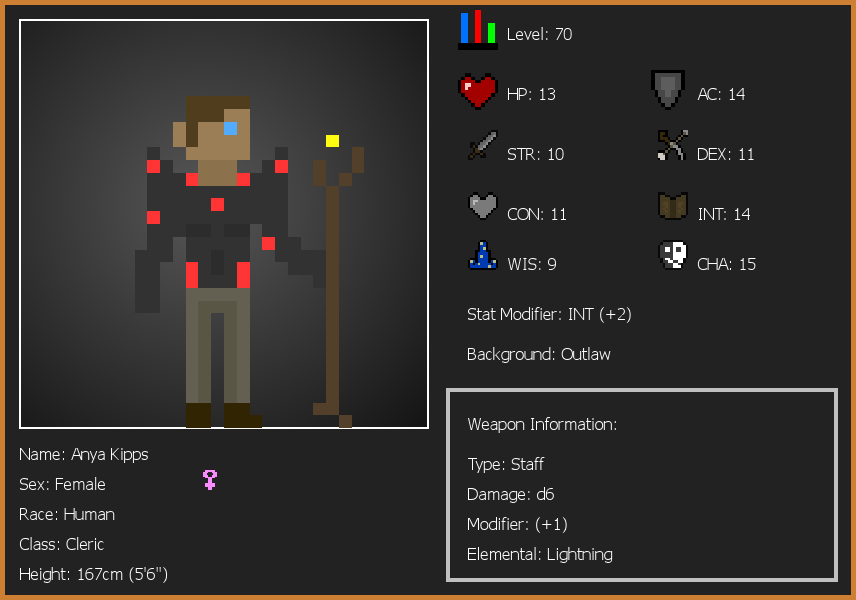 Level: 70
HP: 13
AC: 14
STR: 10
DEX: 11
CON: 11
INT: 14
WIS: 9
CHA: 15
Stat Modifier: INT (+2)
Background: Outlaw
Weapon Information:
Type: Staff
Damage: d6
Modifier: (+1)
Elemental: Lightning
Name: Anya Kipps
Sex: Female
Race: Human
Class: Cleric
Height: 167cm (5'6")